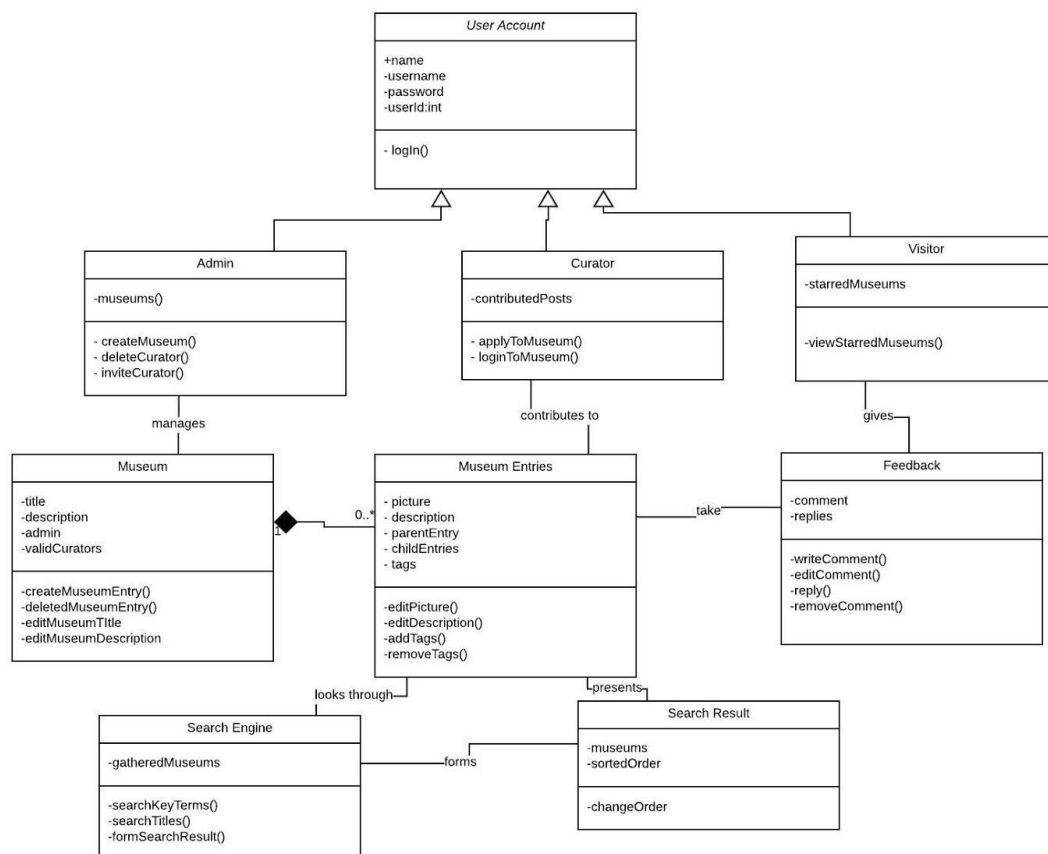 User Account
+name
-username
-password
-userId:int
- logIn()
Admin
-museums()
- createMuseum()
- deleteCurator()
- inviteCurator()
Curator
-contributedPosts
- applyToMuseum()
- loginToMuseum()
Visitor
-starredMuseums
-viewStarredMuseums()
manages
contributes to
gives
Museum
-title
-description
-admin
-validCurators
-createMuseumEntry()
-deletedMuseumEntry()
-editMuseumTItle
-editMuseumDescription
1
0..*
Museum Entries
- picture
- description
- parentEntry
- childEntries
- tags
-editPicture()
-editDescription()
-addTags()
-removeTags()
take
Feedback
-comment
- replies
-writeComment()
-editComment()
-reply()
-removeComment()
looks through
presents
Search Engine
-gatheredMuseums
-searchKeyTerms()
-searchTitles()
-formSearchResult()
forms
Search Result
-museums
-sortedOrder
-changeOrder